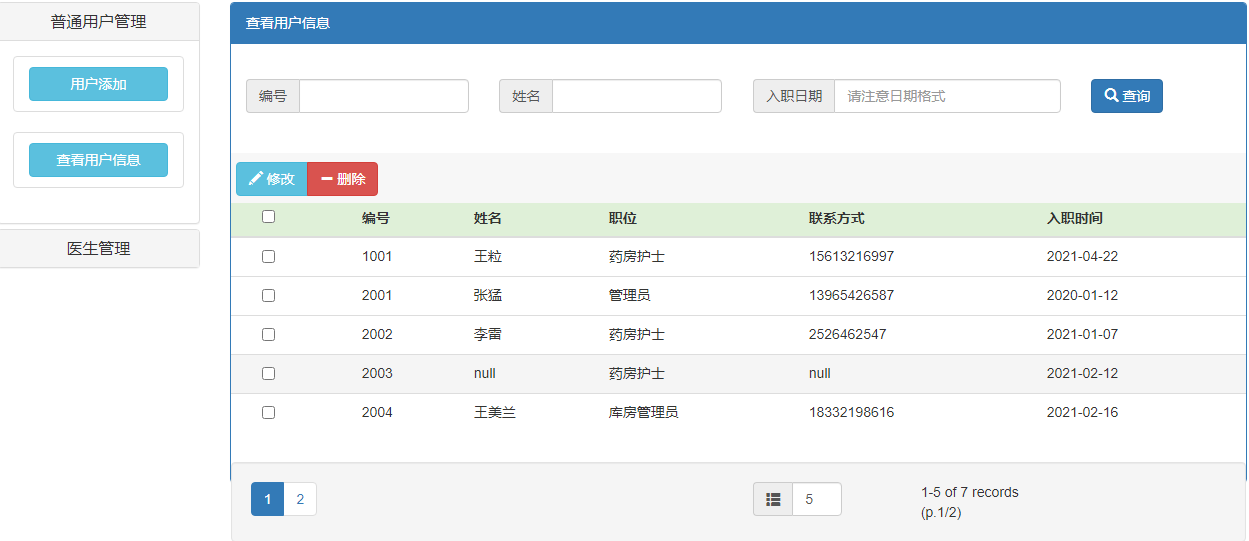 普通用户管理
用户添加
查看用户信息
医生管理
查看用户信息
编号
姓名
入职日期 请注意日期格式
查询
修改 删除
编号 姓名 职位 联系方式 入职时间
1001 王粒 药房护士 15613216997 2021-04-22
2001 张猛 管理员 13965426587 2020-01-12
2002 李雷 药房护士 2526462547 2021-01-07
2003 null 药房护士 null 2021-02-12
2004 王美兰 库房管理员 18332198616 2021-02-16
1 2
5
1-5 of 7 records
(p.1/2)